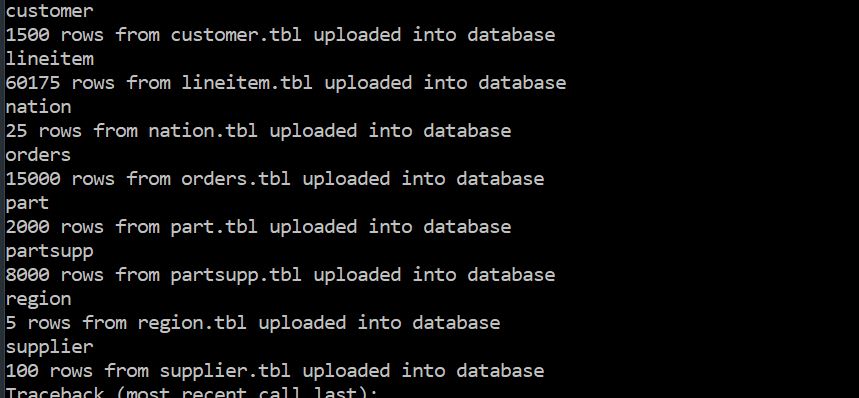 customer
1500 rows from customer.tbl uploaded into database
lineitem
60175 rows from lineitem.tbl uploaded into database
nation
25 rows from nation.tbl uploaded into database
orders
15000 rows from orders.tbl uploaded into database
part
2000 rows from part.tbl uploaded into database
partsupp
8000 rows from partsupp.tbl uploaded into database
region
5 rows from region.tbl uploaded into database
supplier
100 rows from supplier.tbl uploaded into database
Traceback (most recent call last):